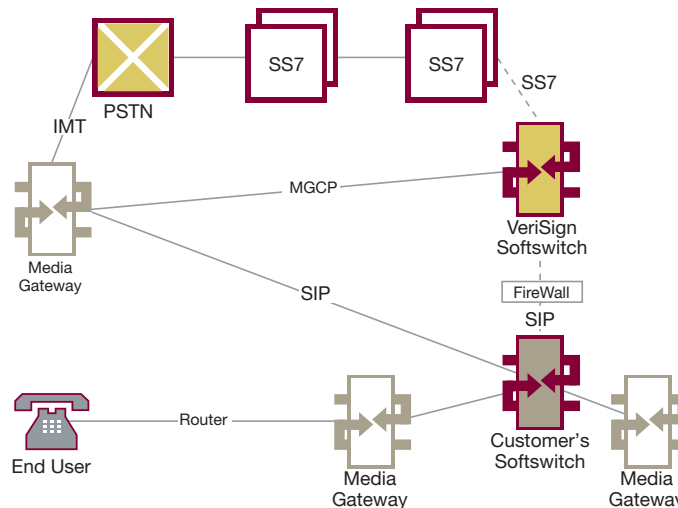 SS7
SS7
SS7
PSTN
IMT
MGCP
VeriSign
Softswitch
Media
Gateway
FireWall
SIP
SIP
Router
End User
Customer's
Softswitch
Media
Gateway
Media
Gateway